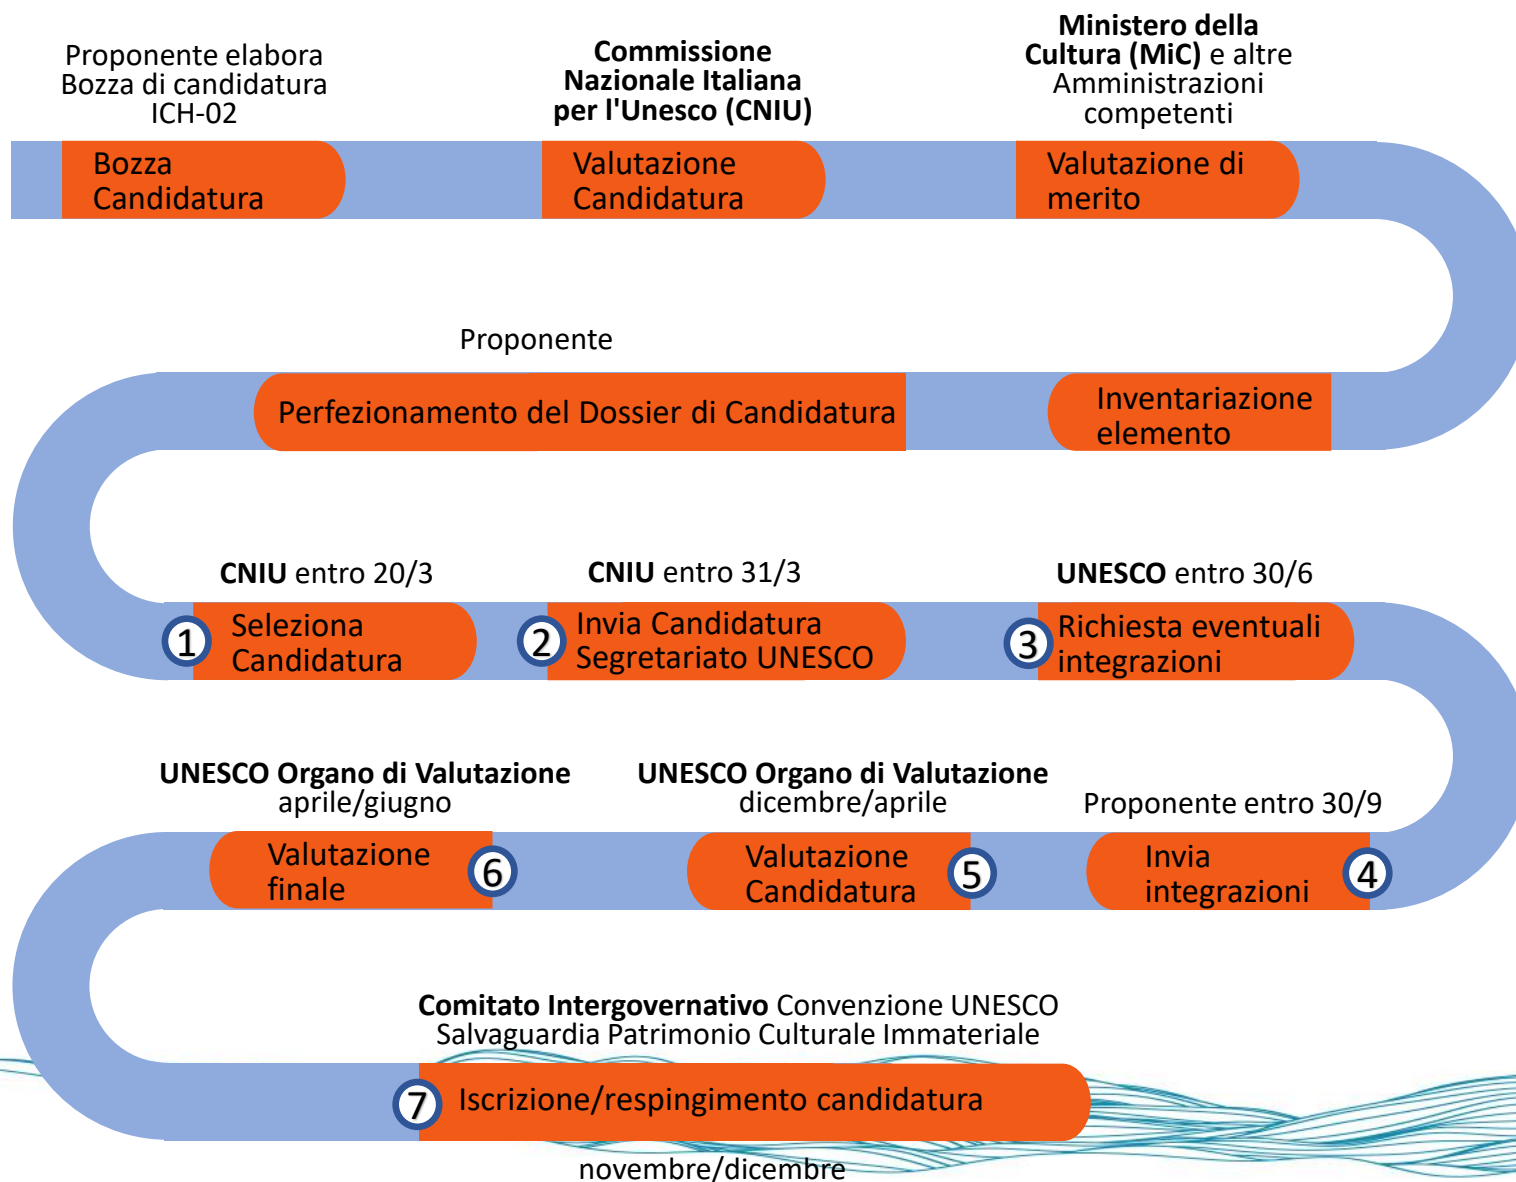 Proponente elabora
Bozza di candidatura
ICH-02
Bozza
Candidatura
Commissione
Nazionale Italiana
per l'Unesco (CNIU)
Valutazione
Candidatura
Ministero della
Cultura (MiC) e altre
Amministrazioni
competenti
Valutazione di
merito
Inventariazione
elemento
Proponente
Perfezionamento del Dossier di Candidatura
CNIU entro 20/3
1
Seleziona
Candidatura
CNIU entro 31/3
2
Invia Candidatura
Segretariato UNESCO
UNESCO entro 30/6
3
Richiesta eventuali
integrazioni
Proponente entro 30/9
Invia
integrazioni
4
UNESCO Organo di Valutazione
dicembre/aprile
Valutazione
Candidatura
5
UNESCO Organo di Valutazione
aprile/giugno
Valutazione
finale
6
Comitato Intergovernativo Convenzione UNESCO
Salvaguardia Patrimonio Culturale Immateriale
7
Iscrizione/respingimento candidatura
novembre/dicembre